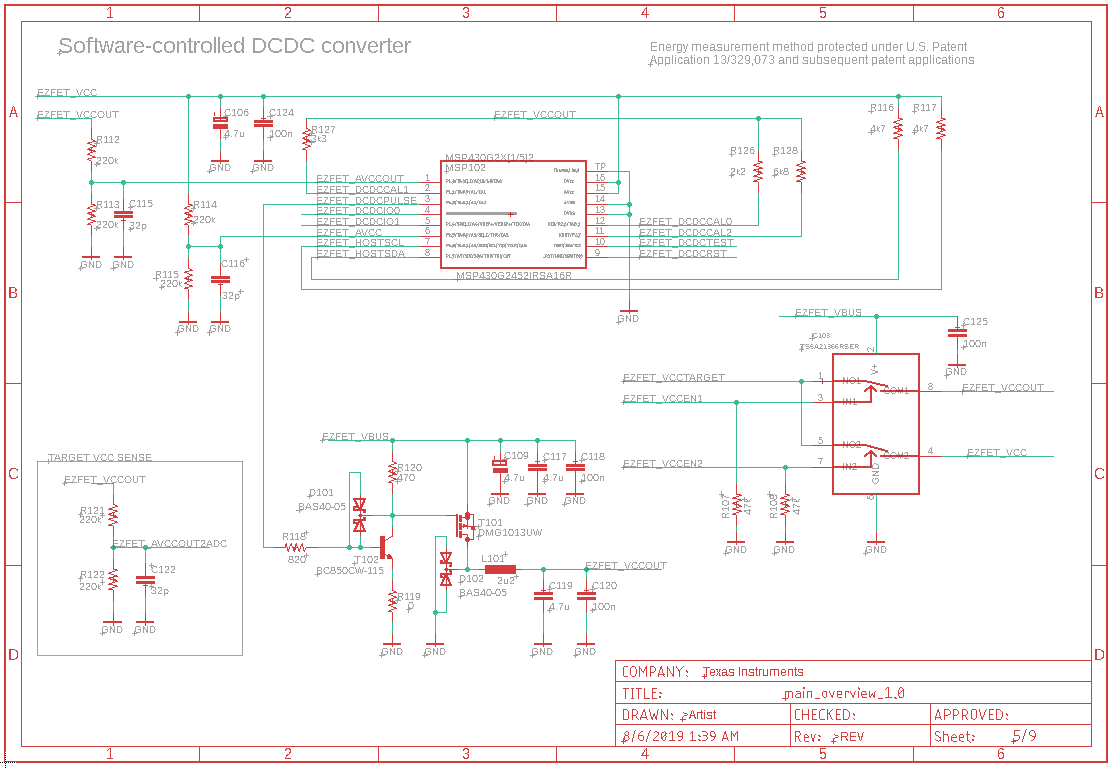 1 2 3 4 5 6
Software-controlled DCDC converter
Energy measurement method protected under U.S. Patent
Application 13/329,073 and subsequent patent applications
A A
B B
C C
D D
EZFET_VCC
EZFET_VCCOUT
R112
220k
R113
220k
C115
32p
GND
GND
C106
4.7u
GND
C124
100n
GND
R127
3k3
EZFET_VCCOUT
R114
220k
R115
220k
C116
32p
GND
GND
MSP430G2X[1/5]2
MSP102
EZFET_AVCCOUT 1
EZFET_DCDCCAL1 2
EZFET_DCDCPULSE 3
EZFET_DCDCIO0 4
EZFET_DCDCIO1 5
EZFET_AVCC 6
EZFET_HOSTSCL 7
EZFET_HOSTSDA 8
TP
16
15
14
13
12 EZFET_DCDCCAL0
11 EZFET_DCDCCAL2
10 EZFET_DCDCTEST
9 EZFET_DCDCRST
MSP430G2452IRSA16R
GND
R126
2k2
R128
6k8
R116
4k7
R117
4k7
EZFET_VBUS
C125
100n
GND
C103
TS5A21366RSER
2
V+
EZFET_VCCTARGET 1 NO1
EZFET_VCCEN1 3 IN1
COM1 8 EZFET_VCCOUT
5 NO2
EZFET_VCCEN2 7 IN2
COM2 4 EZFET_VCC
GND
6
R107
47k
47k
GND
GND
GND
TARGET VCC SENSE
EZFET_VCCOUT
R121
220k
EZFET_AVCCOUT2ADC
R122
220k
C122
32p
GND
GND
EZFET_VBUS
R120
470
C109
4.7u
C117
4.7u
C118
100n
GND
GND
GND
D101
BAS40-05
R118
820
T102
BC850CW-115
R119
0
GND
T101
DMG1013UW
D102
BAS40-05
GND
L101
2u2
EZFET_VCCOUT
C119
4.7u
C120
100n
GND
GND
COMPANY: Texas Instruments
TITLE: main_overview_1.0
DRAWN: >Artist CHECKED: APPROVED:
8/6/2019 1:39 AM Rev: >REV Sheet: 5/9
1 2 3 4 5 6